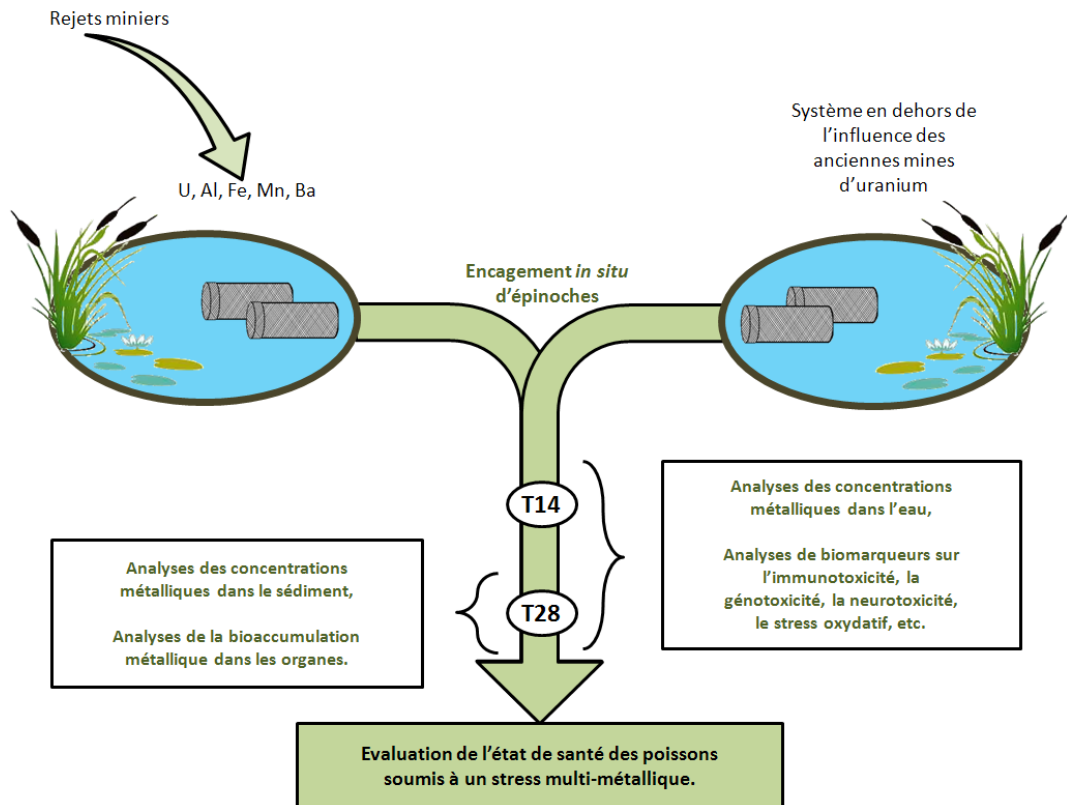 Rejets miniers
U, Al, Fe, Mn, Ba
Système en dehors de
l’influence des
anciennes mines
d’uranium
Encagement in situ
d’épinoches
T14
T28
Analyses des concentrations
métalliques dans l’eau,
Analyses de biomarqueurs sur
l’immunotoxicité, la
génotoxicité, la neurotoxicité,
le stress oxydatif, etc.
Analyses des concentrations
métalliques dans le sédiment,
Analyses de la bioaccumulation
métallique dans les organes.
Evaluation de l’état de santé des poissons
soumis à un stress multi-métallique.